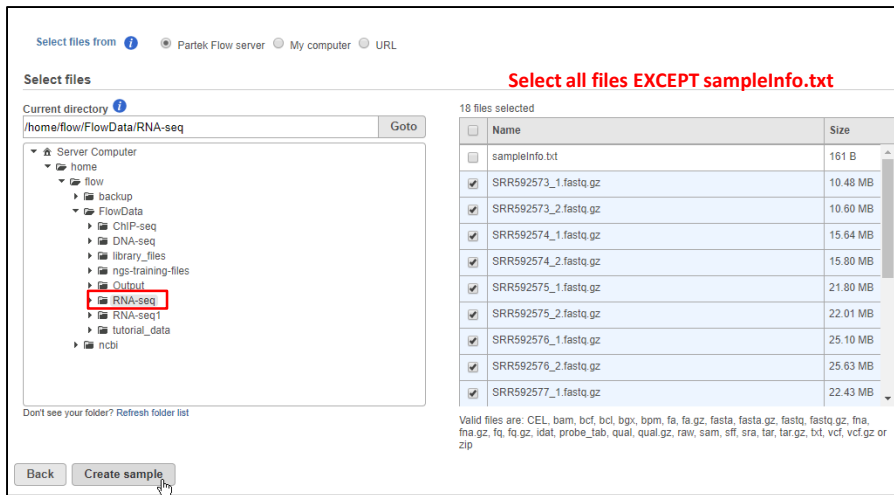 Select files from i Partek Flow server My computer URL
Select files
Select all files EXCEPT sampleInfo.txt
Current directory i
/home/flow/FlowData/RNA-seq Goto
Server Computer
home
flow
backup
FlowData
ChIP-seq
DNA-seq
library_files
ngs-training-files
Output
RNA-seq
RNA-seq1
tutorial_data
ncbi
Don't see your folder? Refresh folder list
18 files selected
Name Size
sampleInfo.txt 161 B
SRR592573_1.fastq.gz 10.48 MB
SRR592573_2.fastq.gz 10.60 MB
SRR592574_1.fastq.gz 15.64 MB
SRR592574_2.fastq.gz 15.80 MB
SRR592575_1.fastq.gz 21.80 MB
SRR592575_2.fastq.gz 22.01 MB
SRR592576_1.fastq.gz 25.10 MB
SRR592576_2.fastq.gz 25.63 MB
SRR592577_1.fastq.gz 22.43 MB
Valid files are: CEL, bam, bcf, bcl, bgx, bpm, fa, fa.gz, fasta, fasta.gz, fastq, fastq.gz, fna,
fna.gz, fq, fq.gz, idat, probe_tab, qual, qual.gz, raw, sam, sff, sra, tar, tar.gz, txt, vcf, vcf.gz or
zip
Back Create sample